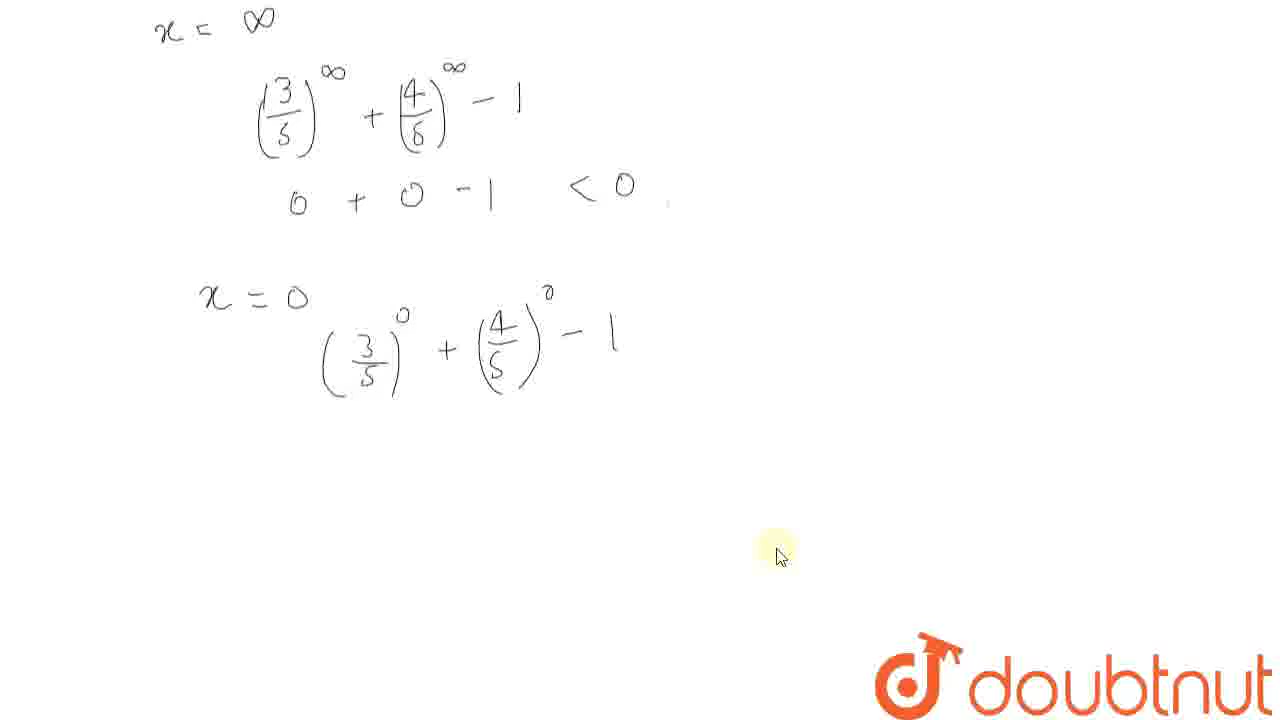 x = ∞
(3/5)^∞ + (4/5)^∞ - 1
0 + 0 - 1 < 0
x = 0
(3/5)^0 + (4/5)^0 - 1
doubtnut